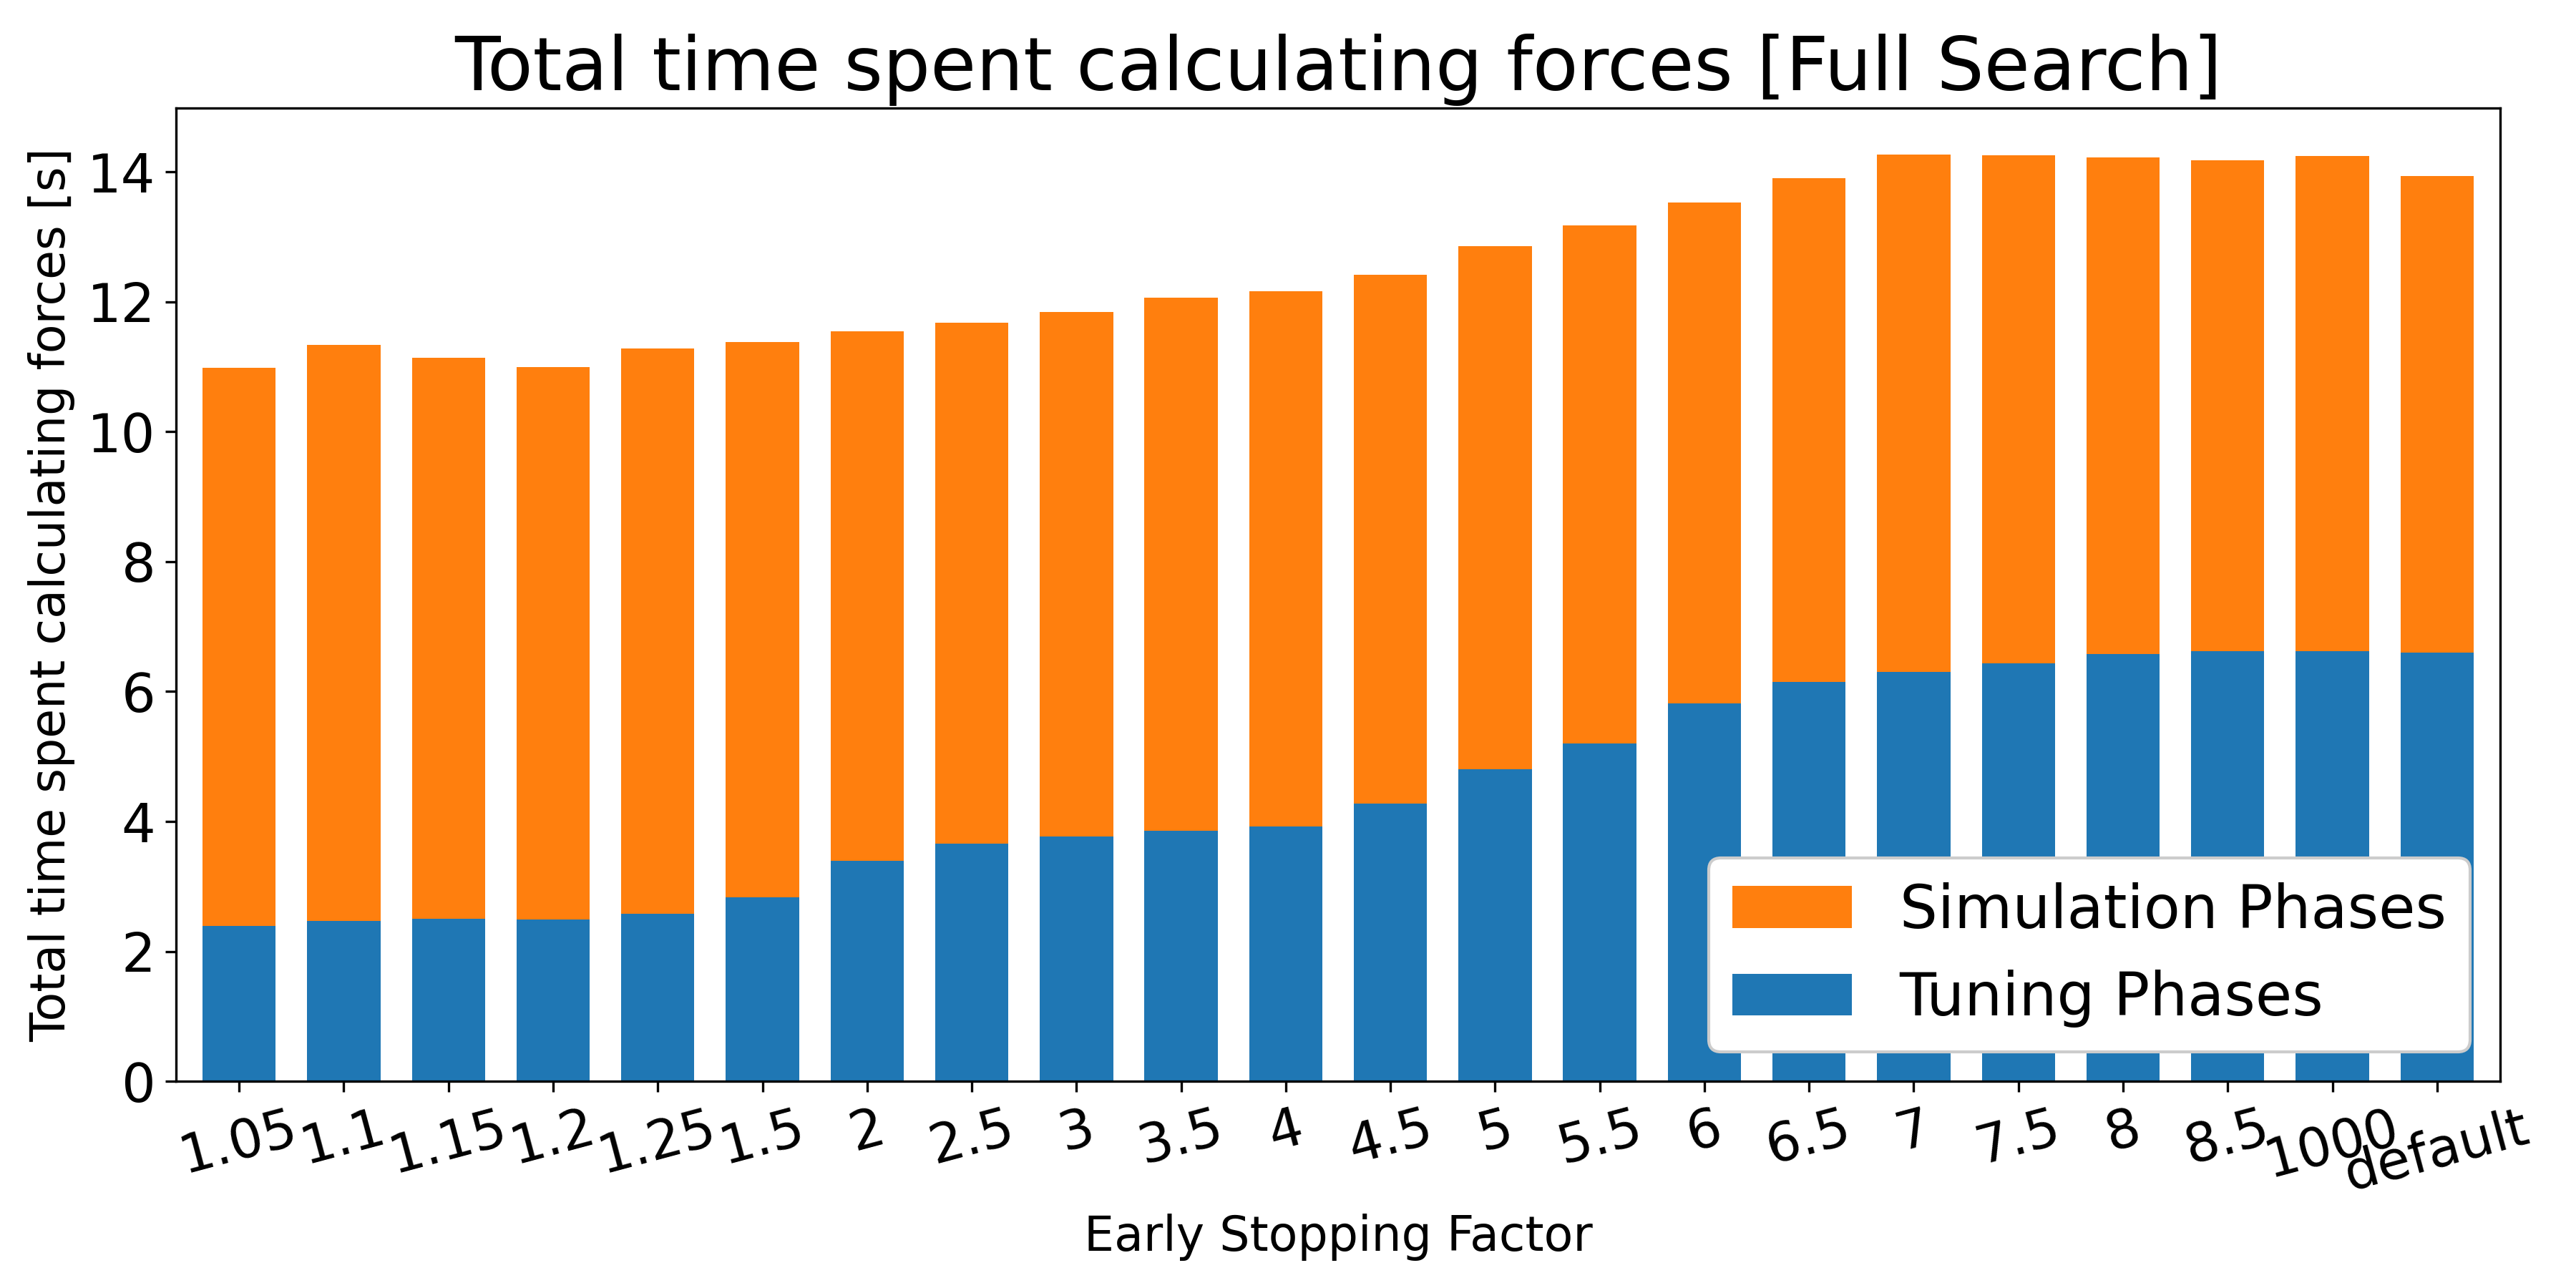 Total time spent calculating forces [Full Search]
Total time spent calculating forces [s]
14
12
10
8
6
4
2
0
Simulation Phases
Tuning Phases
1.05 1.1 1.15 1.2 1.25 1.5 2 2.5 3 3.5 4 4.5 5 5.5 6 6.5 7 7.5 8 8.5 1000 default
Early Stopping Factor